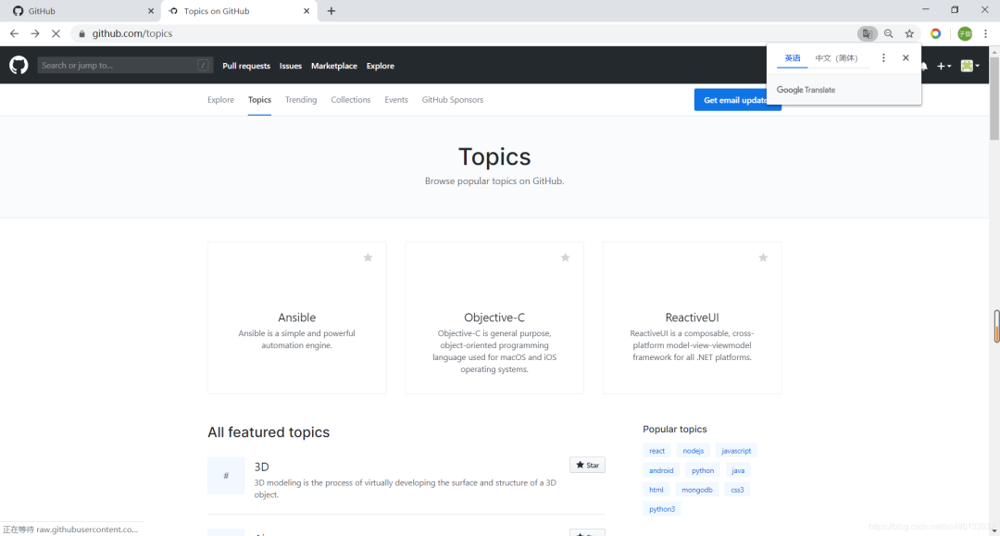 GitHub
Topics on GitHub
github.com/topics
英语 中文（简体）
Google Translate
Search or jump to... /
Pull requests Issues Marketplace Explore
Explore Topics Trending Collections Events GitHub Sponsors
Get email update
Topics
Browse popular topics on GitHub.
Ansible
Ansible is a simple and powerful
automation engine.
Objective-C
Objective-C is general purpose,
object-oriented programming
language used for macOS and iOS
operating systems.
ReactiveUI
ReactiveUI is a composable, cross-
platform model-view-viewmodel
framework for all .NET platforms.
All featured topics
#
3D
3D modeling is the process of virtually developing the surface and structure of a 3D
object.
Star
Popular topics
react nodejs javascript
android python java
html mongodb css3
python3
正在等待 raw.githubusercontent.co...